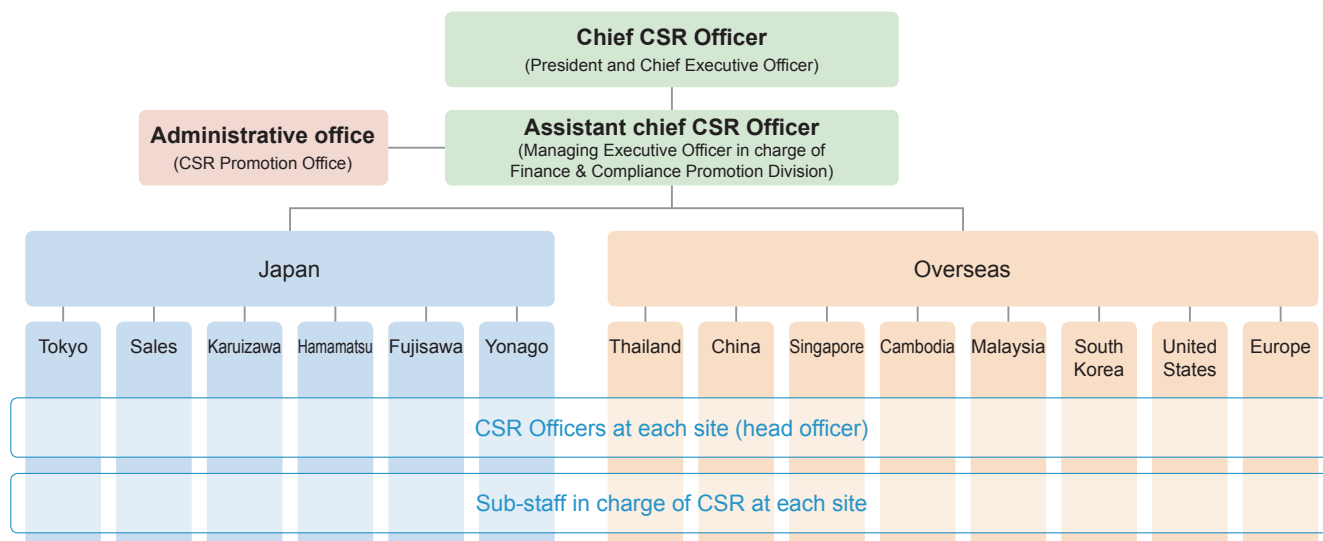 Chief CSR Officer
(President and Chief Executive Officer)
Administrative office
(CSR Promotion Office)
Assistant chief CSR Officer
(Managing Executive Officer in charge of
Finance & Compliance Promotion Division)
Japan
Overseas
Tokyo
Sales
Karuizawa
Hamamatsu
Fujisawa
Yonago
Thailand
China
Singapore
Cambodia
Malaysia
South
Korea
United
States
Europe
CSR Officers at each site (head officer)
Sub-staff in charge of CSR at each site